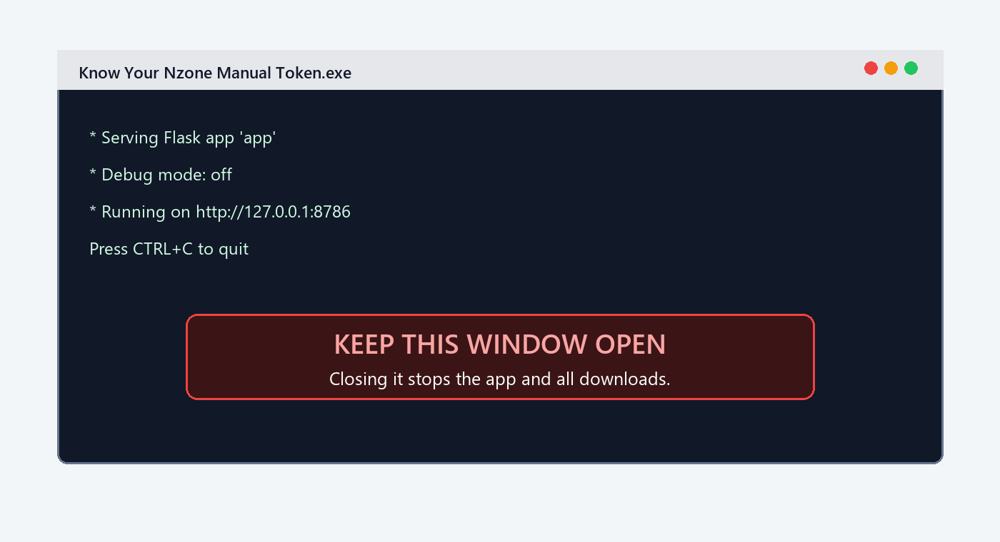 Know Your Nzone Manual Token.exe
* Serving Flask app 'app'
* Debug mode: off
* Running on http://127.0.0.1:8786
Press CTRL+C to quit
KEEP THIS WINDOW OPEN
Closing it stops the app and all downloads.